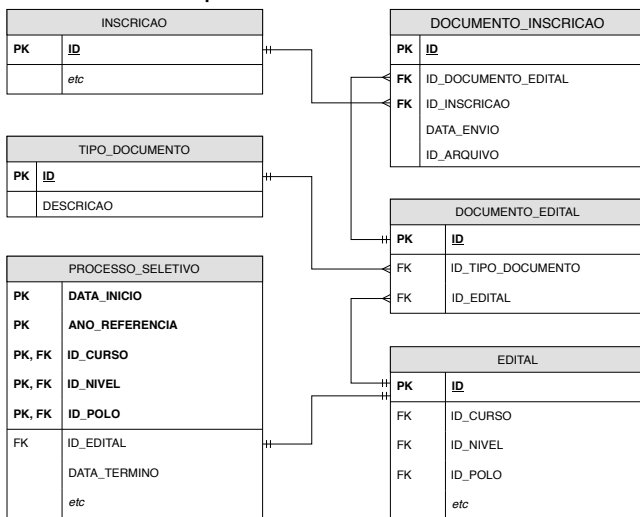 INSCRICAO
PK ID
etc
TIPO_DOCUMENTO
PK ID
DESCRICAO
PROCESSO_SELETIVO
PK DATA_INICIO
PK ANO_REFERENCIA
PK, FK ID_CURSO
PK, FK ID_NIVEL
PK, FK ID_POLO
FK ID_EDITAL
DATA_TERMINO
etc
DOCUMENTO_INSCRICAO
PK ID
FK ID_DOCUMENTO_EDITAL
FK ID_INSCRICAO
DATA_ENVIO
ID_ARQUIVO
DOCUMENTO_EDITAL
PK ID
FK ID_TIPO_DOCUMENTO
FK ID_EDITAL
EDITAL
PK ID
FK ID_CURSO
FK ID_NIVEL
FK ID_POLO
etc